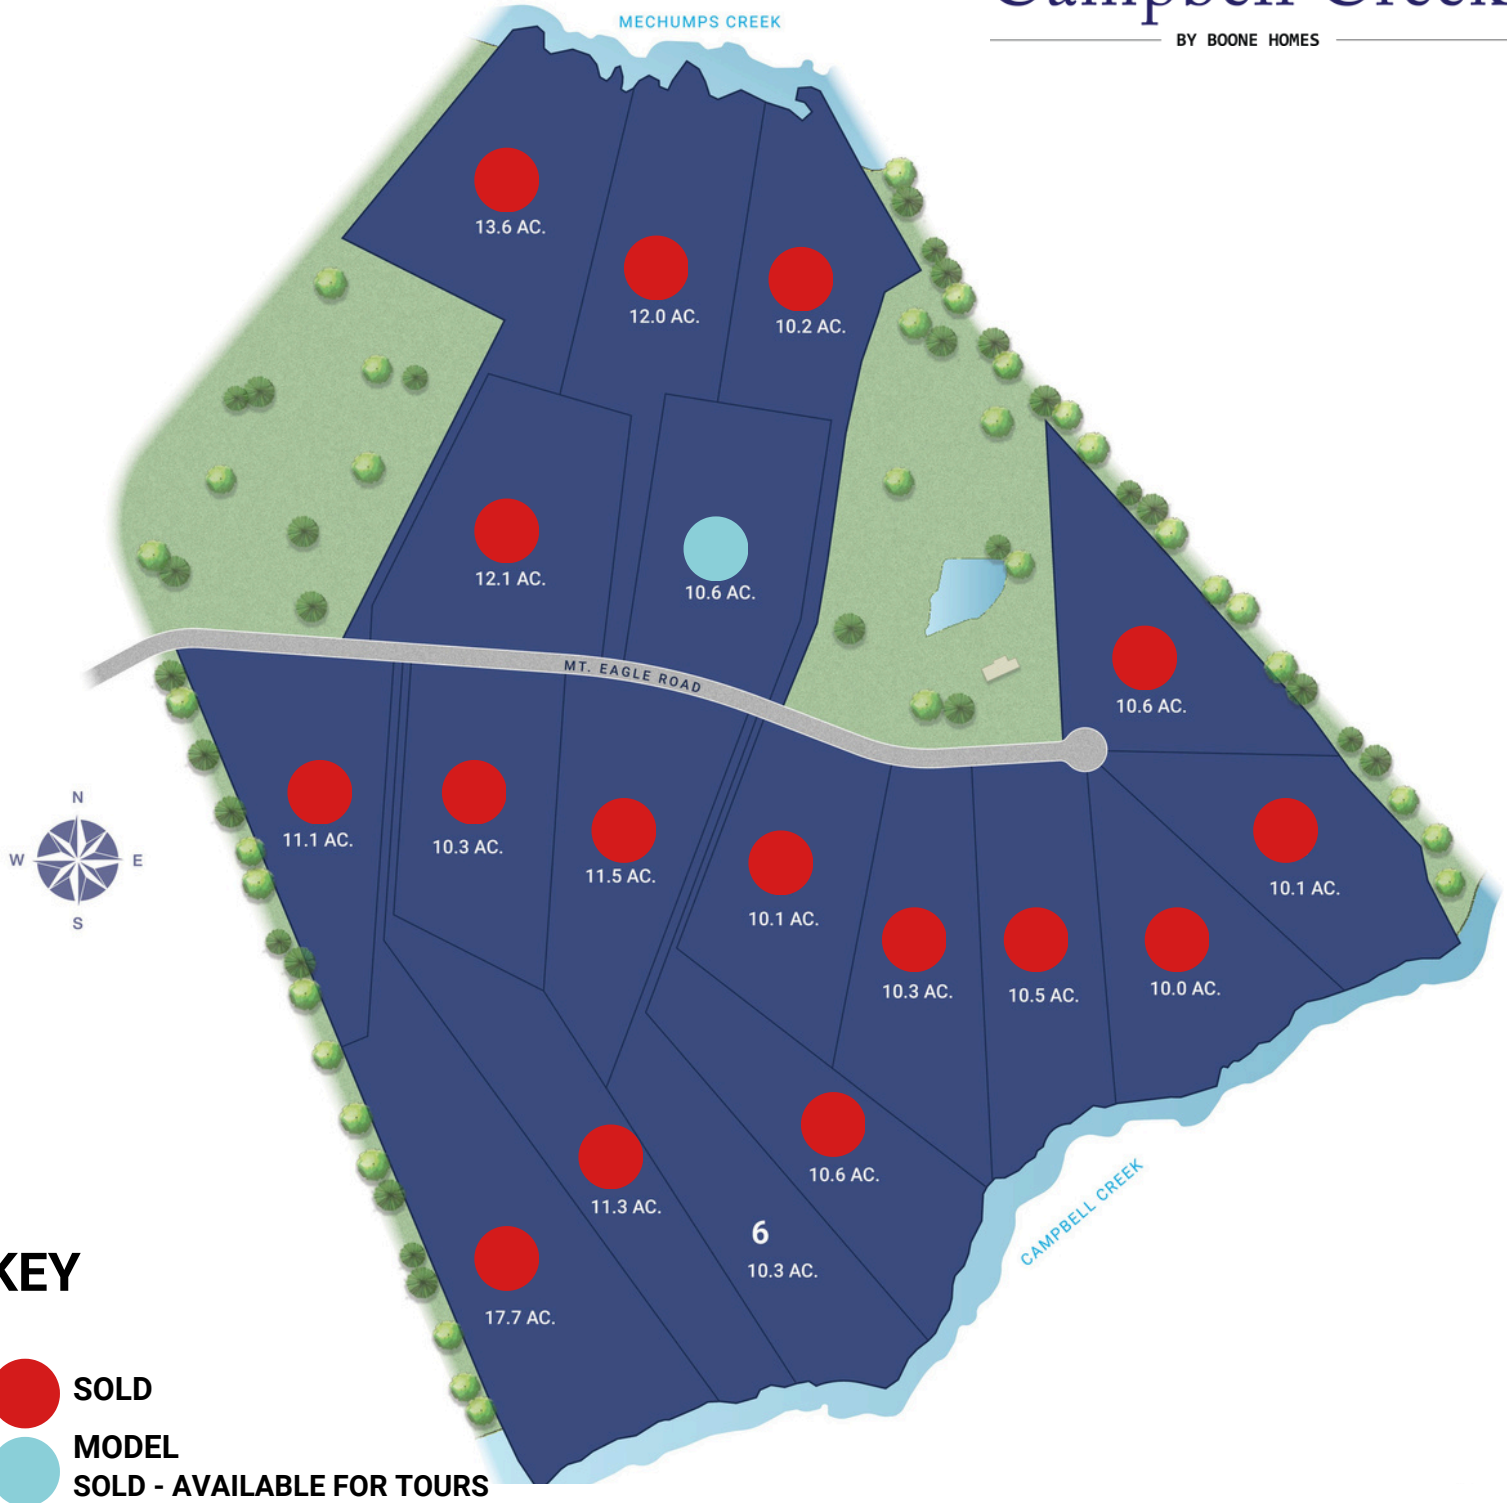 Campbell Creek
BY BOONE HOMES
MECHUMPS CREEK
13.6 AC.
12.0 AC.
10.2 AC.
12.1 AC.
10.6 AC.
MT. EAGLE ROAD
10.6 AC.
11.1 AC.
10.3 AC.
11.5 AC.
10.1 AC.
10.1 AC.
10.3 AC.
10.5 AC.
10.0 AC.
N
W
E
S
10.6 AC.
11.3 AC.
6
10.3 AC.
17.7 AC.
CAMPBELL CREEK
KEY
SOLD
MODEL
SOLD - AVAILABLE FOR TOURS